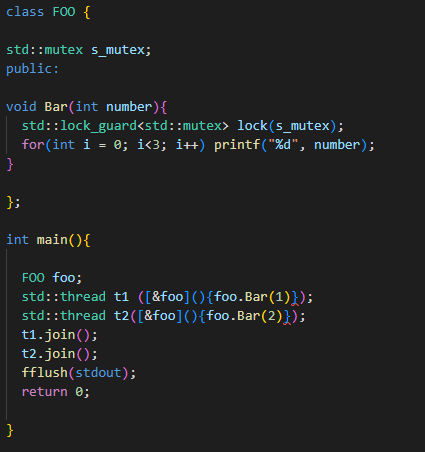 class FOO {
std::mutex s_mutex;
public:
void Bar(int number){
std::lock_guard<std::mutex> lock(s_mutex);
for(int i = 0; i<3; i++) printf("%d", number);
}
};
int main(){
FOO foo;
std::thread t1 ([&foo](){foo.Bar(1)});
std::thread t2([&foo](){foo.Bar(2)});
t1.join();
t2.join();
fflush(stdout);
return 0;
}